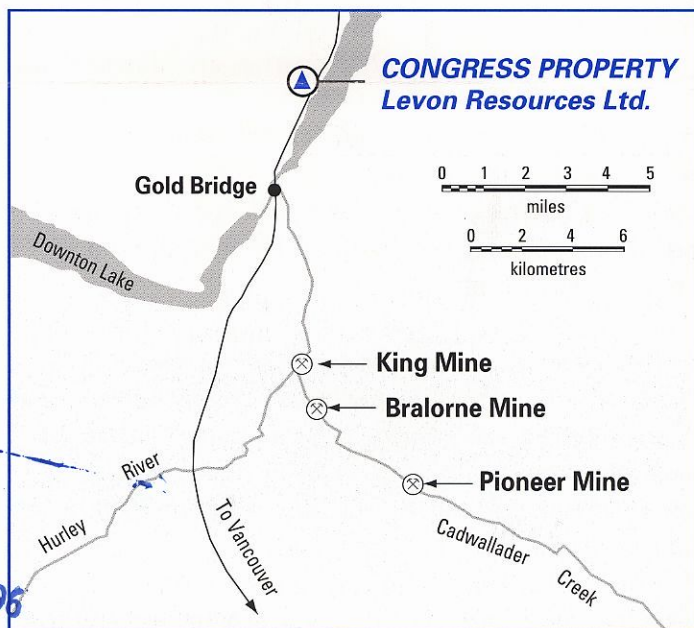 CONGRESS PROPERTY
Levon Resources Ltd.
Gold Bridge
0 1 2 3 4 5
miles
0 2 4 6
kilometres
Downton Lake
King Mine
Bralorne Mine
Pioneer Mine
River
Hurley
To Vancouver
Cadwallader
Creek
96